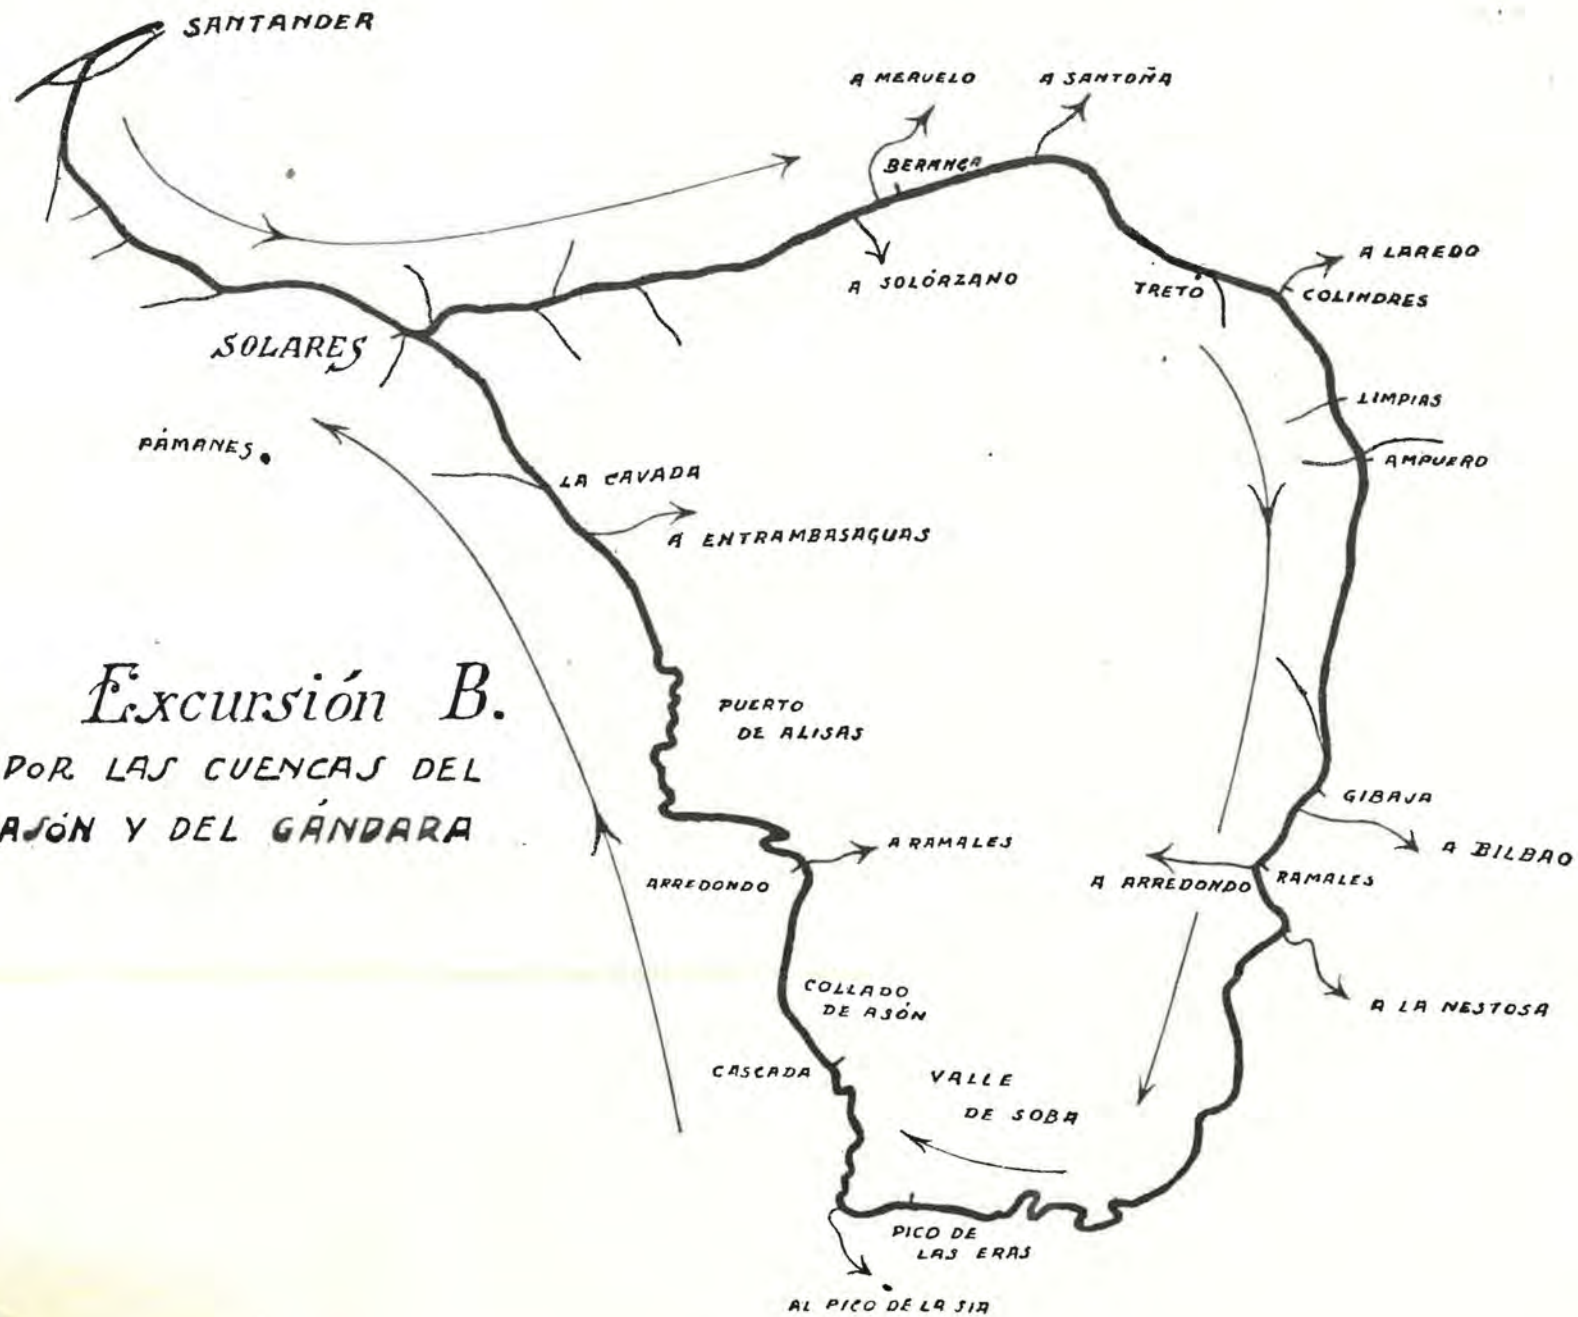 SANTANDER
A MERUELO
A SANTOÑA
BERANGA
A SOLÓRZANO
TRETO
A LAREDO
COLINDRES
SOLARES
LIMPIAS
PÁMANES
AMPUERO
LA CAVADA
A ENTRAMBASAGUAS
Excursión B.
POR LAS CUENCAS DEL
ASÓN Y DEL GÁNDARA
PUERTO
DE ALISAS
GIBAJA
A BILBAO
A RAMALES
ARREDONDO
A ARREDONDO
RAMALES
COLLADO
DE ASÓN
A LA NESTOSA
CASCADA
VALLE
DE SOBA
PICO DE
LAS ERAS
AL PICO DE LA SIA